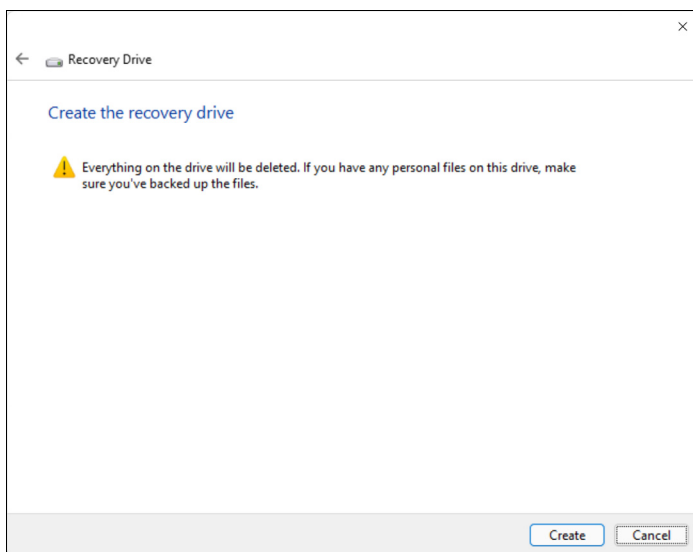 Recovery Drive
Create the recovery drive
Everything on the drive will be deleted. If you have any personal files on this drive, make
sure you've backed up the files.
Create Cancel